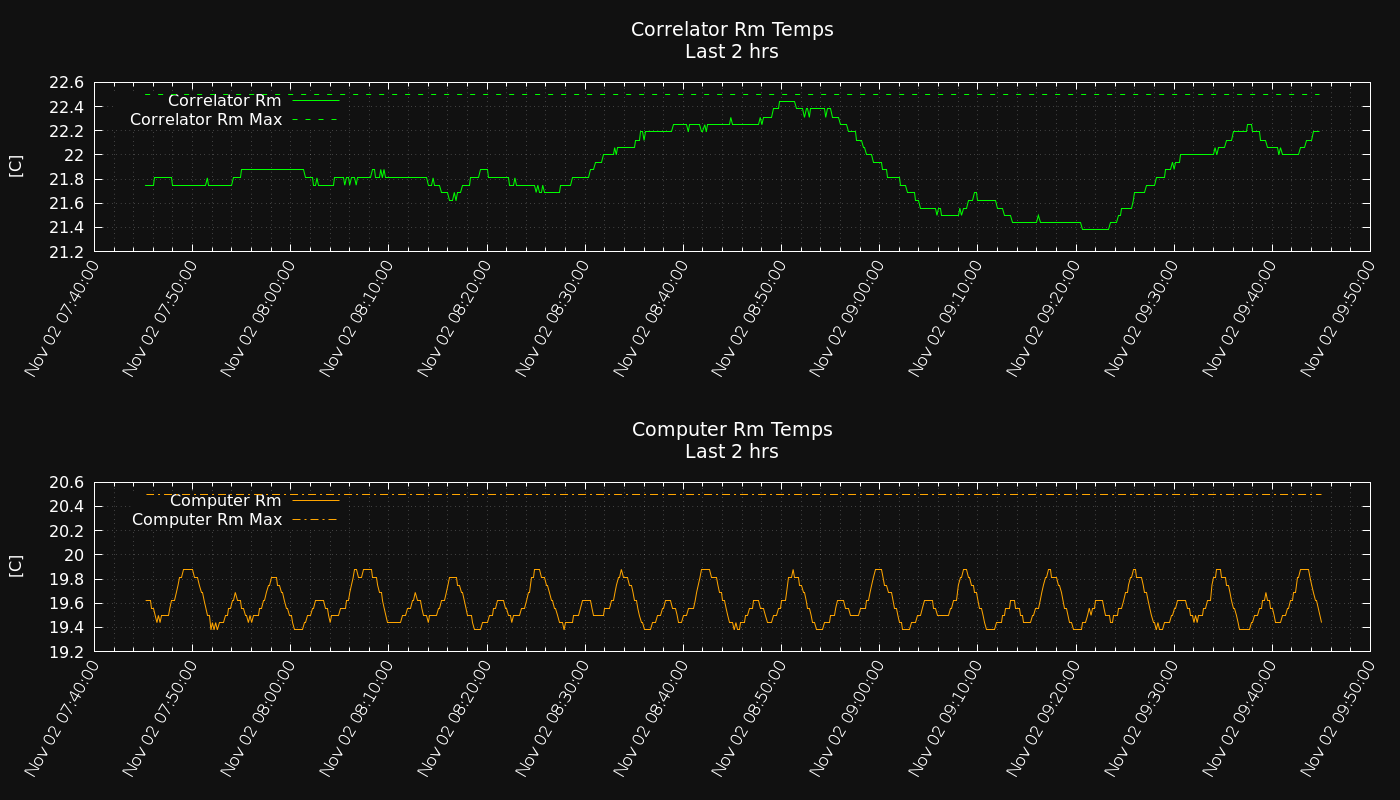 Correlator Rm Temps
Last 2 hrs
22.6
22.4
22.2
22
21.8
21.6
21.4
21.2
[C]
Correlator Rm
Correlator Rm Max
Nov 02 07:40:00
Nov 02 07:50:00
Nov 02 08:00:00
Nov 02 08:10:00
Nov 02 08:20:00
Nov 02 08:30:00
Nov 02 08:40:00
Nov 02 08:50:00
Nov 02 09:00:00
Nov 02 09:10:00
Nov 02 09:20:00
Nov 02 09:30:00
Nov 02 09:40:00
Nov 02 09:50:00
Computer Rm Temps
Last 2 hrs
20.6
20.4
20.2
20
19.8
19.6
19.4
19.2
[C]
Computer Rm
Computer Rm Max
Nov 02 07:40:00
Nov 02 07:50:00
Nov 02 08:00:00
Nov 02 08:10:00
Nov 02 08:20:00
Nov 02 08:30:00
Nov 02 08:40:00
Nov 02 08:50:00
Nov 02 09:00:00
Nov 02 09:10:00
Nov 02 09:20:00
Nov 02 09:30:00
Nov 02 09:40:00
Nov 02 09:50:00